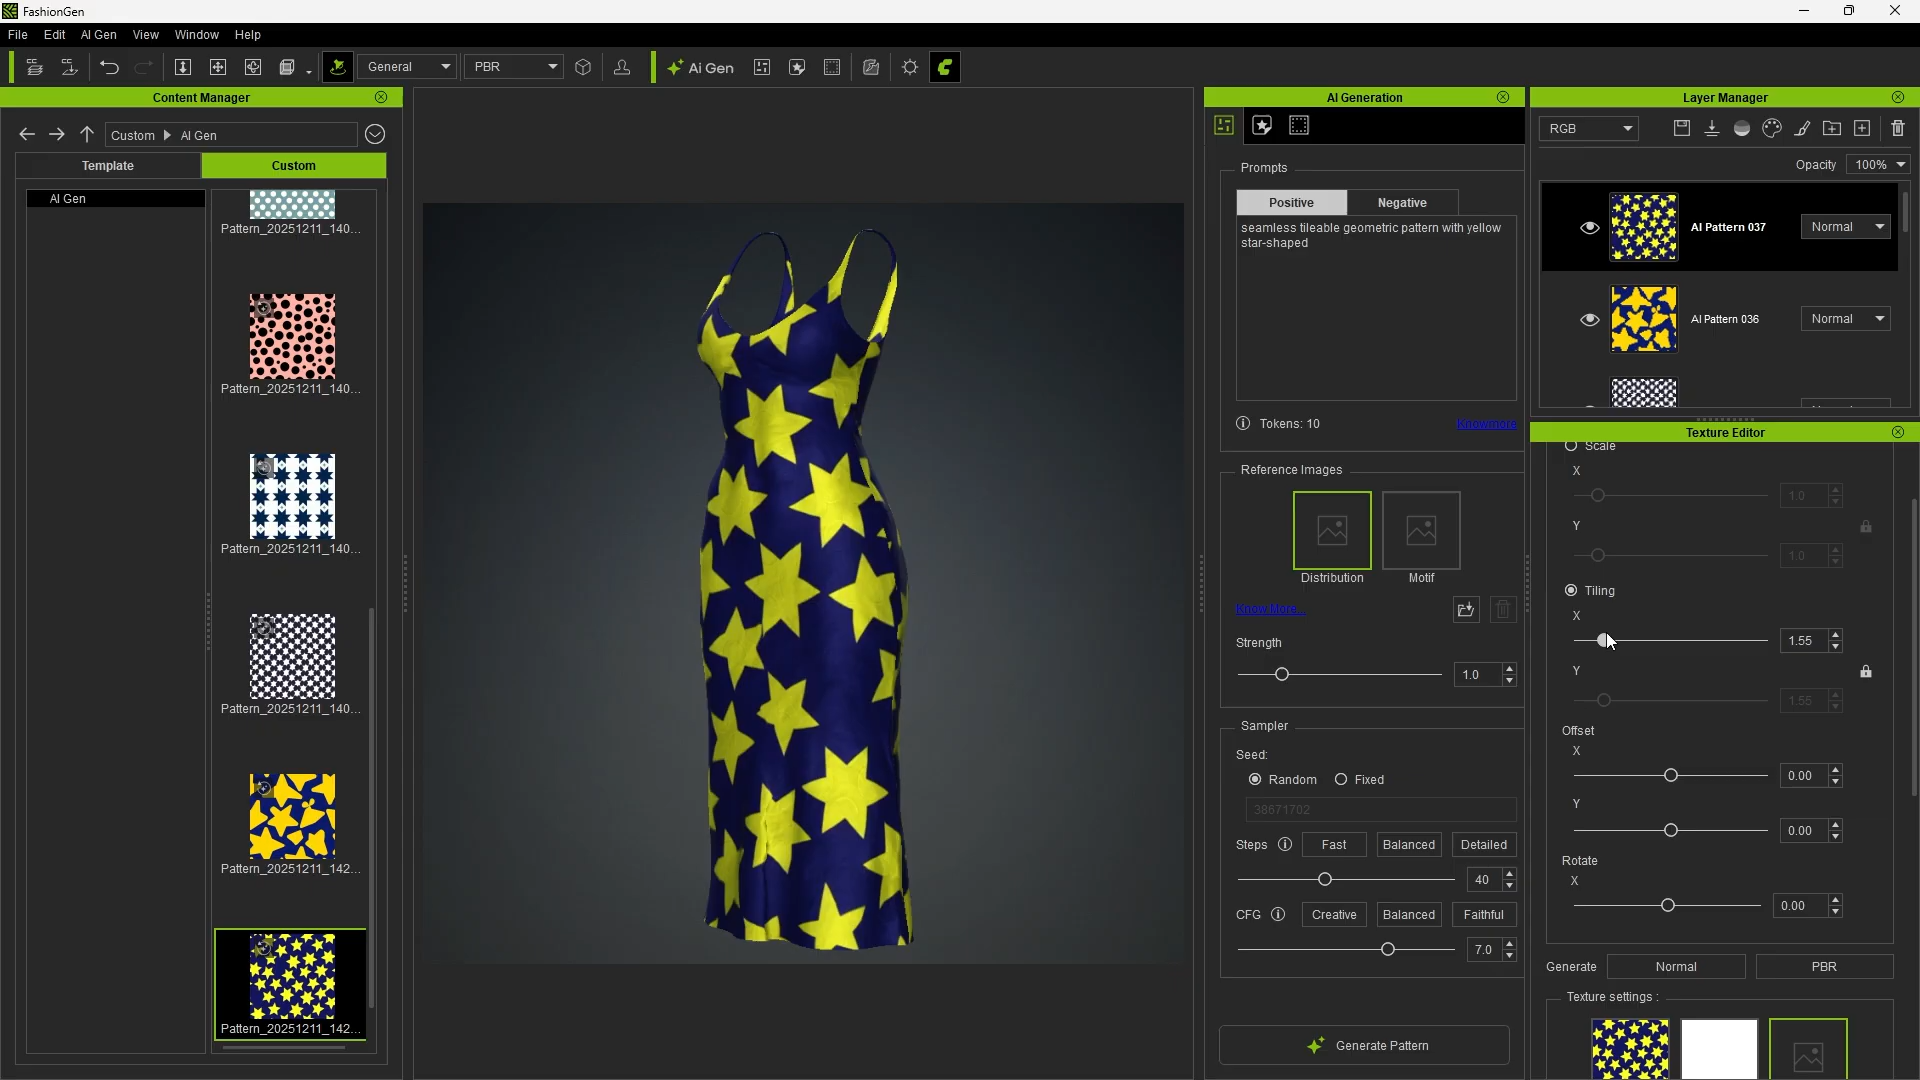 FashionGen
File Edit AI Gen View Window Help
General PBR Ai Gen
Content Manager
Custom AI Gen
Template Custom
AI Gen
Pattern_20251211_140...
Pattern_20251211_140...
Pattern_20251211_140...
Pattern_20251211_140...
Pattern_20251211_142...
Pattern_20251211_142...
AI Generation
Prompts
Positive Negative
seamless tileable geometric pattern with yellow
star-shaped
Tokens: 10 Know more
Reference Images
Distribution Motif
Know More...
Strength
1.0
Sampler
Seed:
Random Fixed
38671702
Steps Fast Balanced Detailed
40
CFG Creative Balanced Faithful
7.0
Generate Pattern
Layer Manager
RGB
Opacity 100%
AI Pattern 037 Normal
AI Pattern 036 Normal
Texture Editor
Scale
X
1.0
Y
1.0
Tiling
X
1.55
Y
1.55
Offset
X
0.00
Y
0.00
Rotate
X
0.00
Generate Normal PBR
Texture settings :